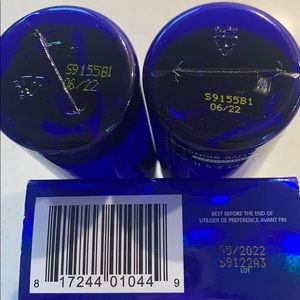 S9155B1
06/22
S9155B1
06/22
BEST BEFORE THE END OF
UTILISER DE PREFERENCE AVANT FIN
05/2022
S9122A3
LOT
8 17244 01044 9